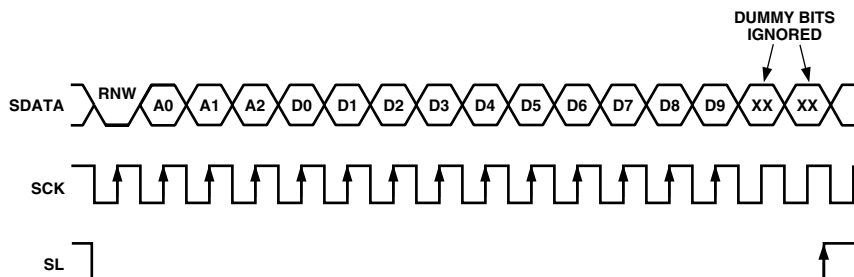 DUMMY BITS
IGNORED
SDATA RNW A0 A1 A2 D0 D1 D2 D3 D4 D5 D6 D7 D8 D9 XX XX
SCK
SL